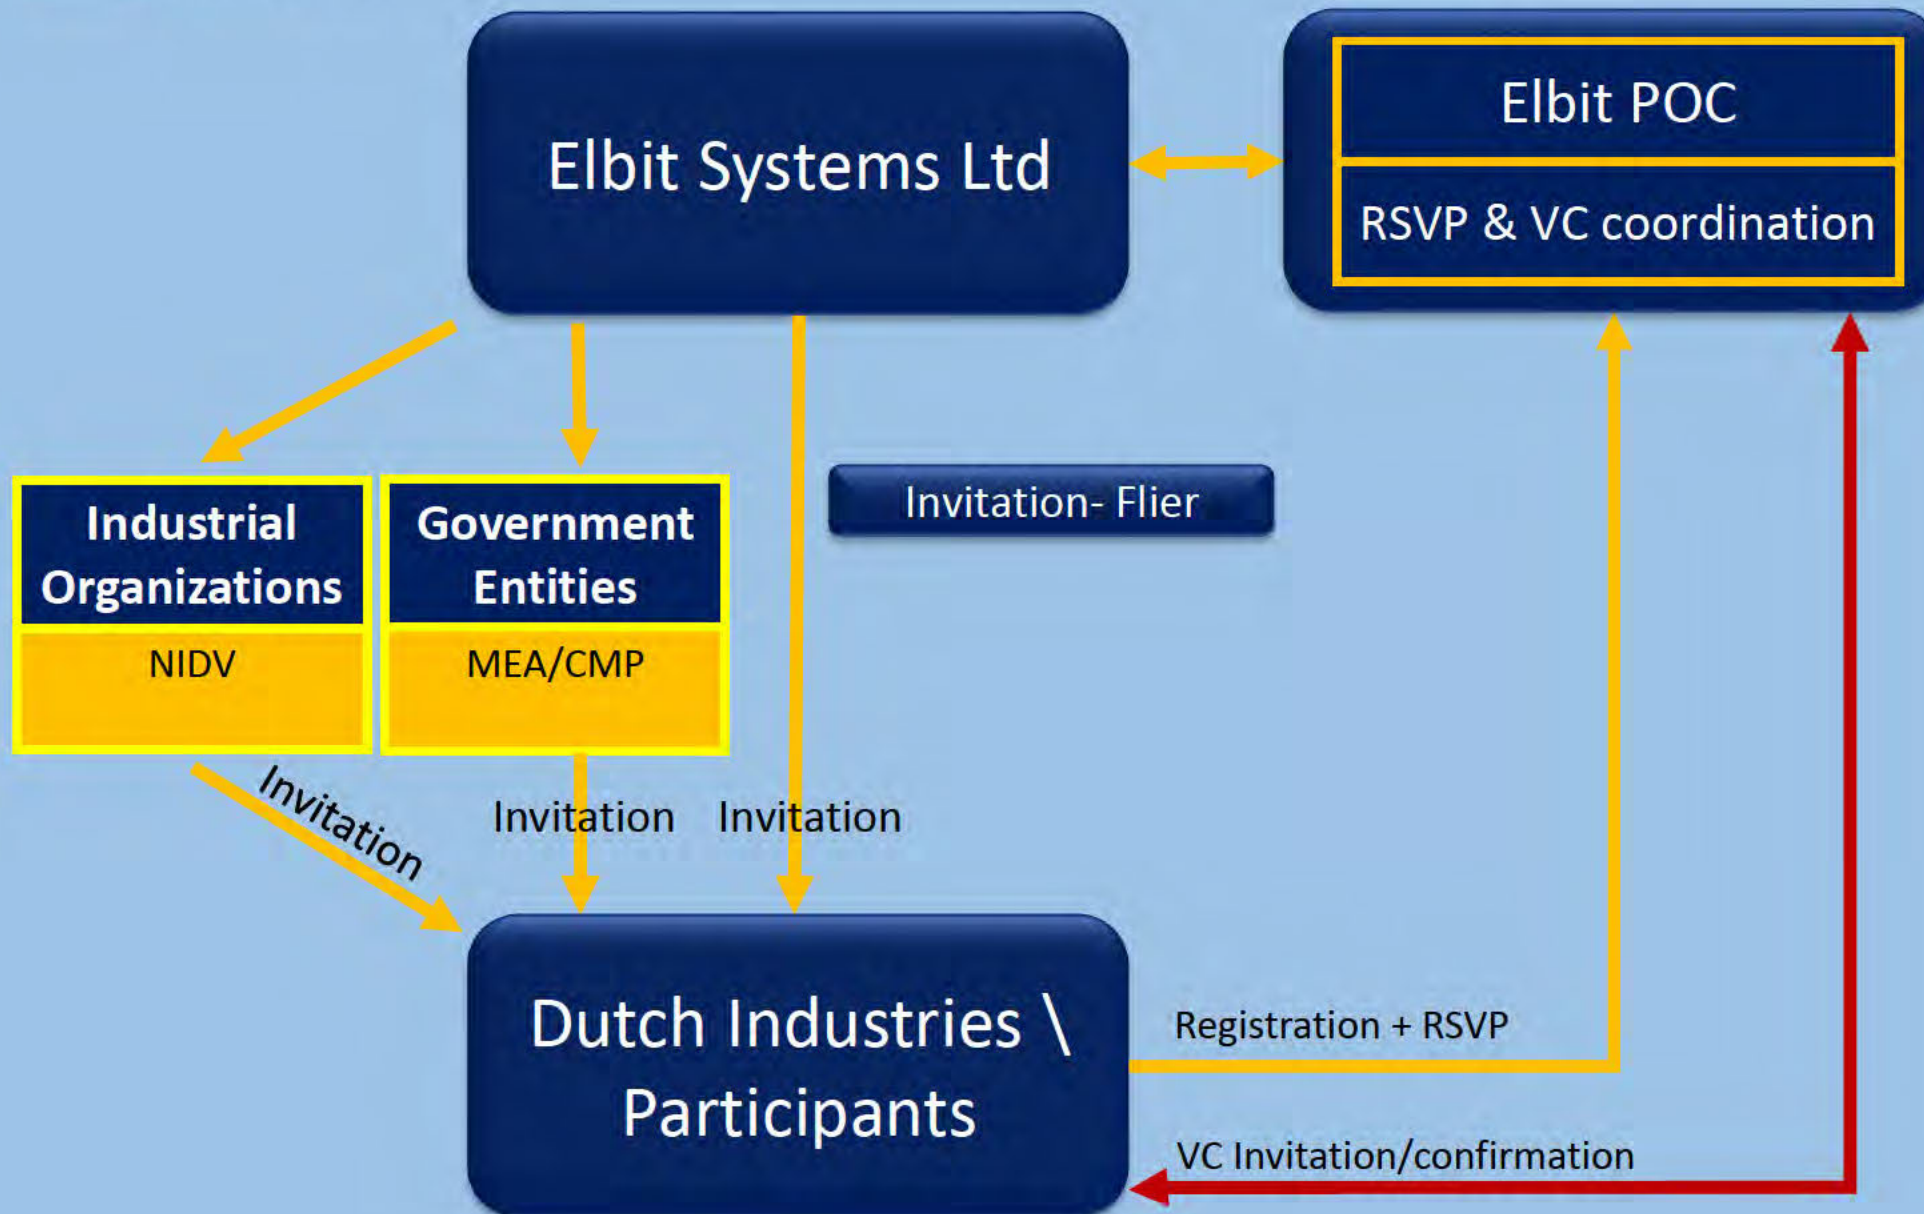 Elbit Systems Ltd
Elbit POC
RSVP & VC coordination
Invitation- Flier
Industrial
Organizations
NIDV
Government
Entities
MEA/CMP
Invitation
Invitation
Invitation
Dutch Industries \
Participants
Registration + RSVP
VC Invitation/confirmation